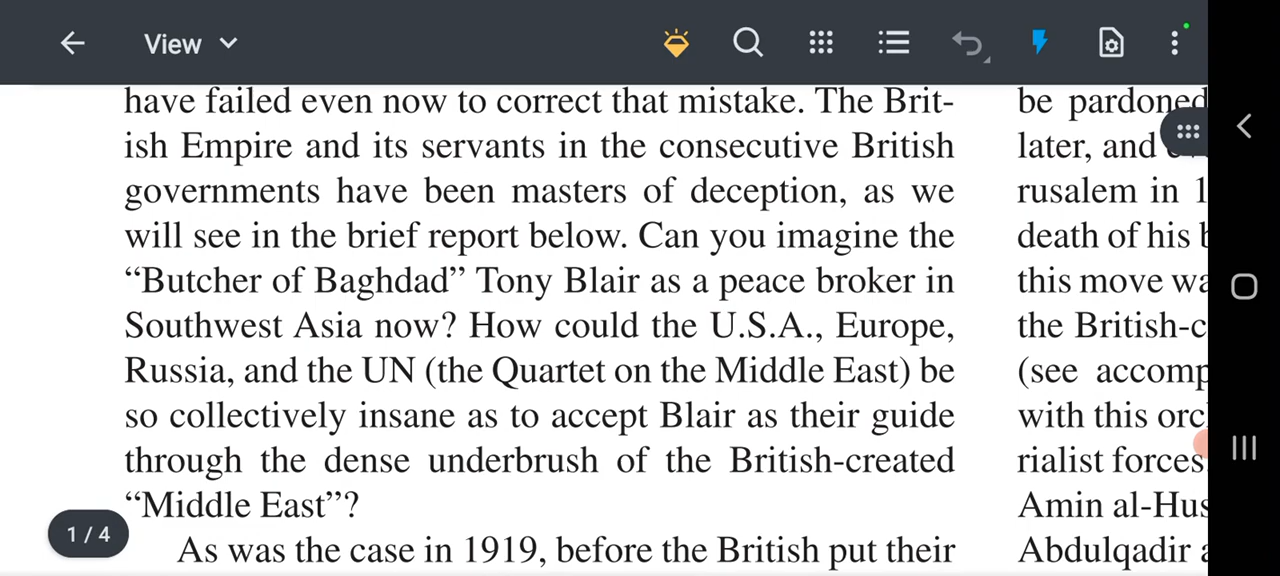 View
have failed even now to correct that mistake. The Brit-
ish Empire and its servants in the consecutive British
governments have been masters of deception, as we
will see in the brief report below. Can you imagine the
“Butcher of Baghdad” Tony Blair as a peace broker in
Southwest Asia now? How could the U.S.A., Europe,
Russia, and the UN (the Quartet on the Middle East) be
so collectively insane as to accept Blair as their guide
through the dense underbrush of the British-created
“Middle East”?
As was the case in 1919, before the British put their
be pardoned
later, and
rusalem in 1
death of his
this move
the British-c
(see accomp
with this orc
rialist forces.
Amin al-Hus
Abdulqadir
1 / 4